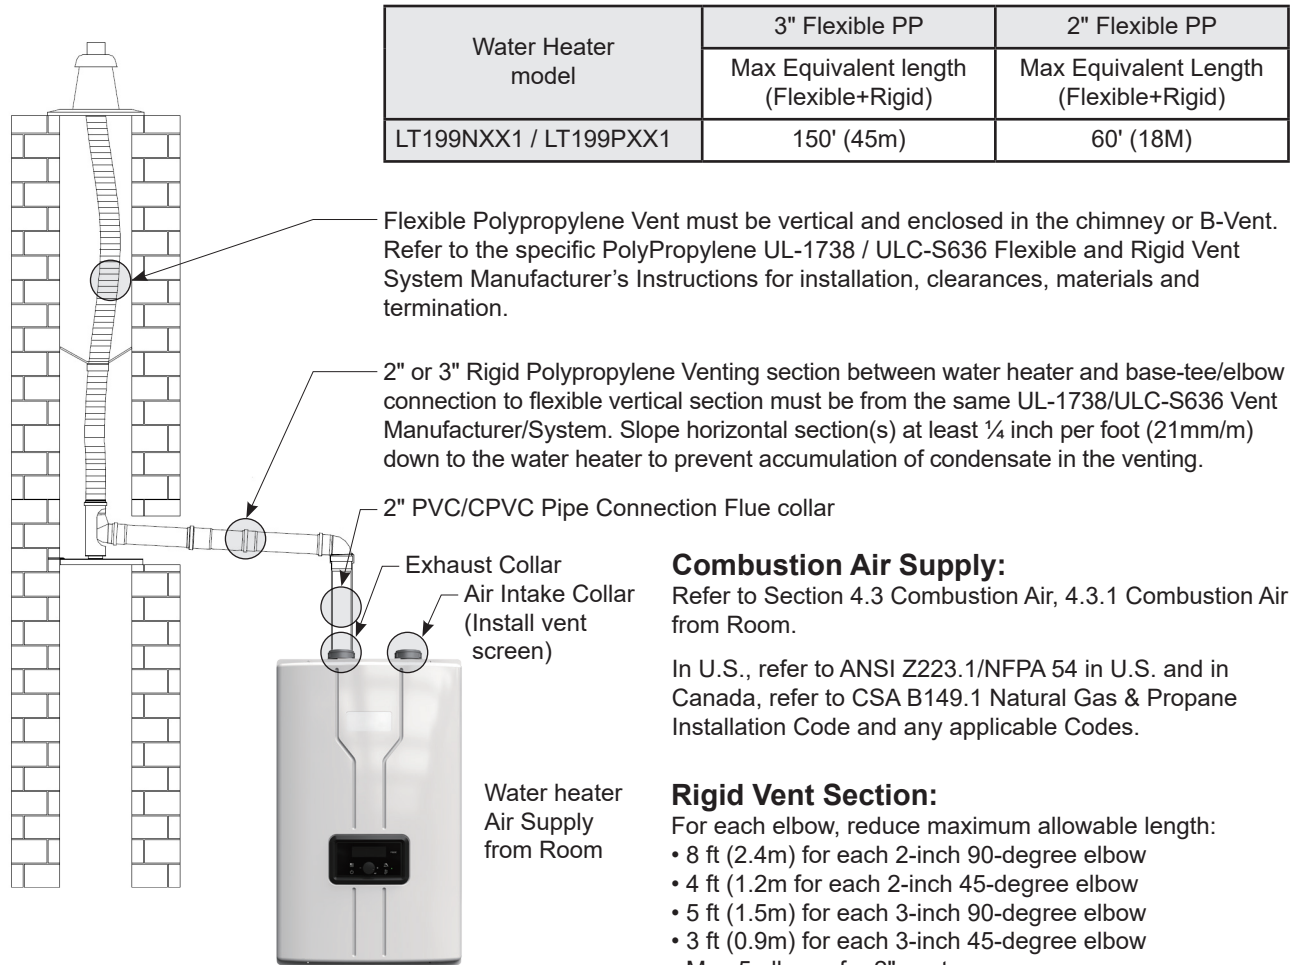 Water Heater
model
3" Flexible PP
2" Flexible PP
Max Equivalent length
(Flexible+Rigid)
Max Equivalent Length
(Flexible+Rigid)
LT199NXX1 / LT199PXX1
150' (45m)
60' (18M)
Flexible Polypropylene Vent must be vertical and enclosed in the chimney or B-Vent.
Refer to the specific PolyPropylene UL-1738 / ULC-S636 Flexible and Rigid Vent
System Manufacturer’s Instructions for installation, clearances, materials and
termination.
2" or 3" Rigid Polypropylene Venting section between water heater and base-tee/elbow
connection to flexible vertical section must be from the same UL-1738/ULC-S636 Vent
Manufacturer/System. Slope horizontal section(s) at least ¼ inch per foot (21mm/m)
down to the water heater to prevent accumulation of condensate in the venting.
2" PVC/CPVC Pipe Connection Flue collar
Exhaust Collar
Air Intake Collar
(Install vent
screen)
Water heater
Air Supply
from Room
Combustion Air Supply:
Refer to Section 4.3 Combustion Air, 4.3.1 Combustion Air
from Room.
In U.S., refer to ANSI Z223.1/NFPA 54 in U.S. and in
Canada, refer to CSA B149.1 Natural Gas & Propane
Installation Code and any applicable Codes.
Rigid Vent Section:
For each elbow, reduce maximum allowable length:
• 8 ft (2.4m) for each 2-inch 90-degree elbow
• 4 ft (1.2m for each 2-inch 45-degree elbow
• 5 ft (1.5m) for each 3-inch 90-degree elbow
• 3 ft (0.9m) for each 3-inch 45-degree elbow